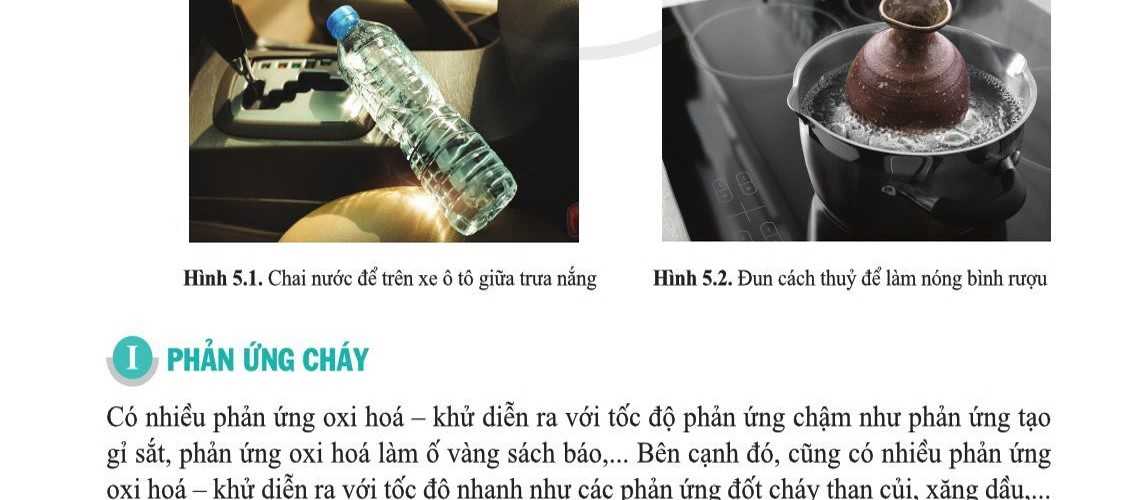 Hình 5.1. Chai nước để trên xe ô tô giữa trưa nắng
Hình 5.2. Đun cách thuỷ để làm nóng bình rượu
I PHẢN ỨNG CHÁY
Có nhiều phản ứng oxi hoá – khử diễn ra với tốc độ phản ứng chậm như phản ứng tạo
gỉ sắt, phản ứng oxi hoá làm ố vàng sách báo,... Bên cạnh đó, cũng có nhiều phản ứng
oxi hoá – khử diễn ra với tốc độ nhanh như các phản ứng đốt cháy than củi, xăng dầu,...